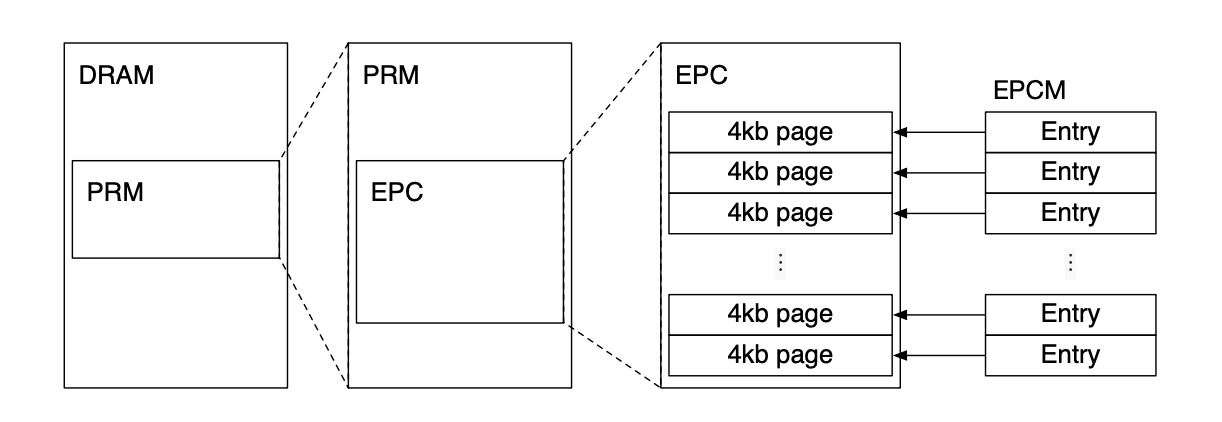 DRAM
PRM
PRM
EPC
EPC
4kb page
4kb page
4kb page
⋮
4kb page
4kb page
EPCM
Entry
Entry
Entry
⋮
Entry
Entry